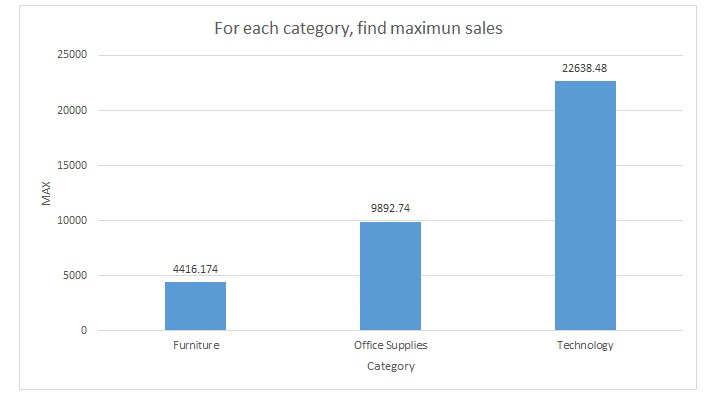 For each category, find maximun sales
25000
20000
15000
10000
5000
0
MAX
4416.174
9892.74
22638.48
Furniture
Office Supplies
Technology
Category